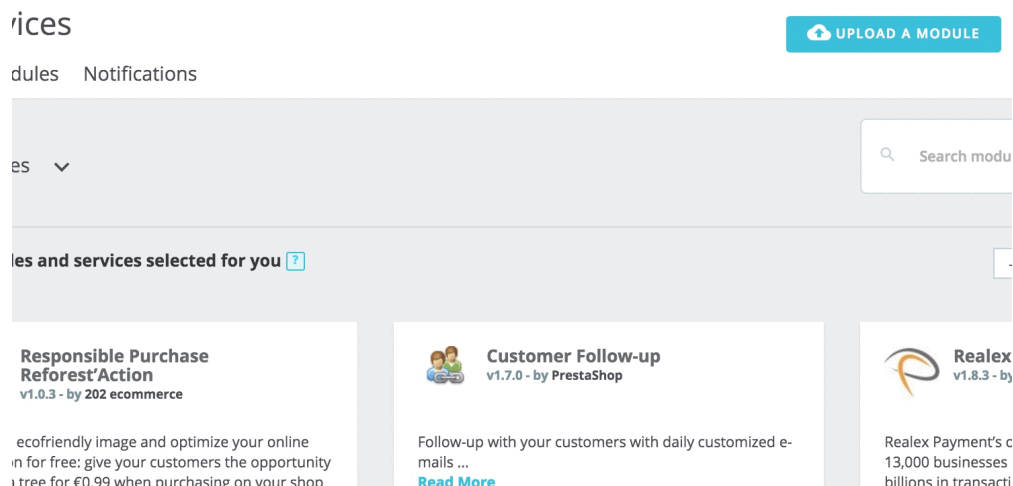 vices
UPLOAD A MODULE
dules Notifications
es
Search modu
les and services selected for you ?
Responsible Purchase
Reforest'Action
v1.0.3 - by 202 ecommerce
ecofriendly image and optimize your online
on for free: give your customers the opportunity
a tree for €0.99 when purchasing on your shop
Customer Follow-up
v1.7.0 - by PrestaShop
Follow-up with your customers with daily customized e-
mails ...
Read More
Realex
v1.8.3 - by
Realex Payment's o
13,000 businesses
billions in transacti